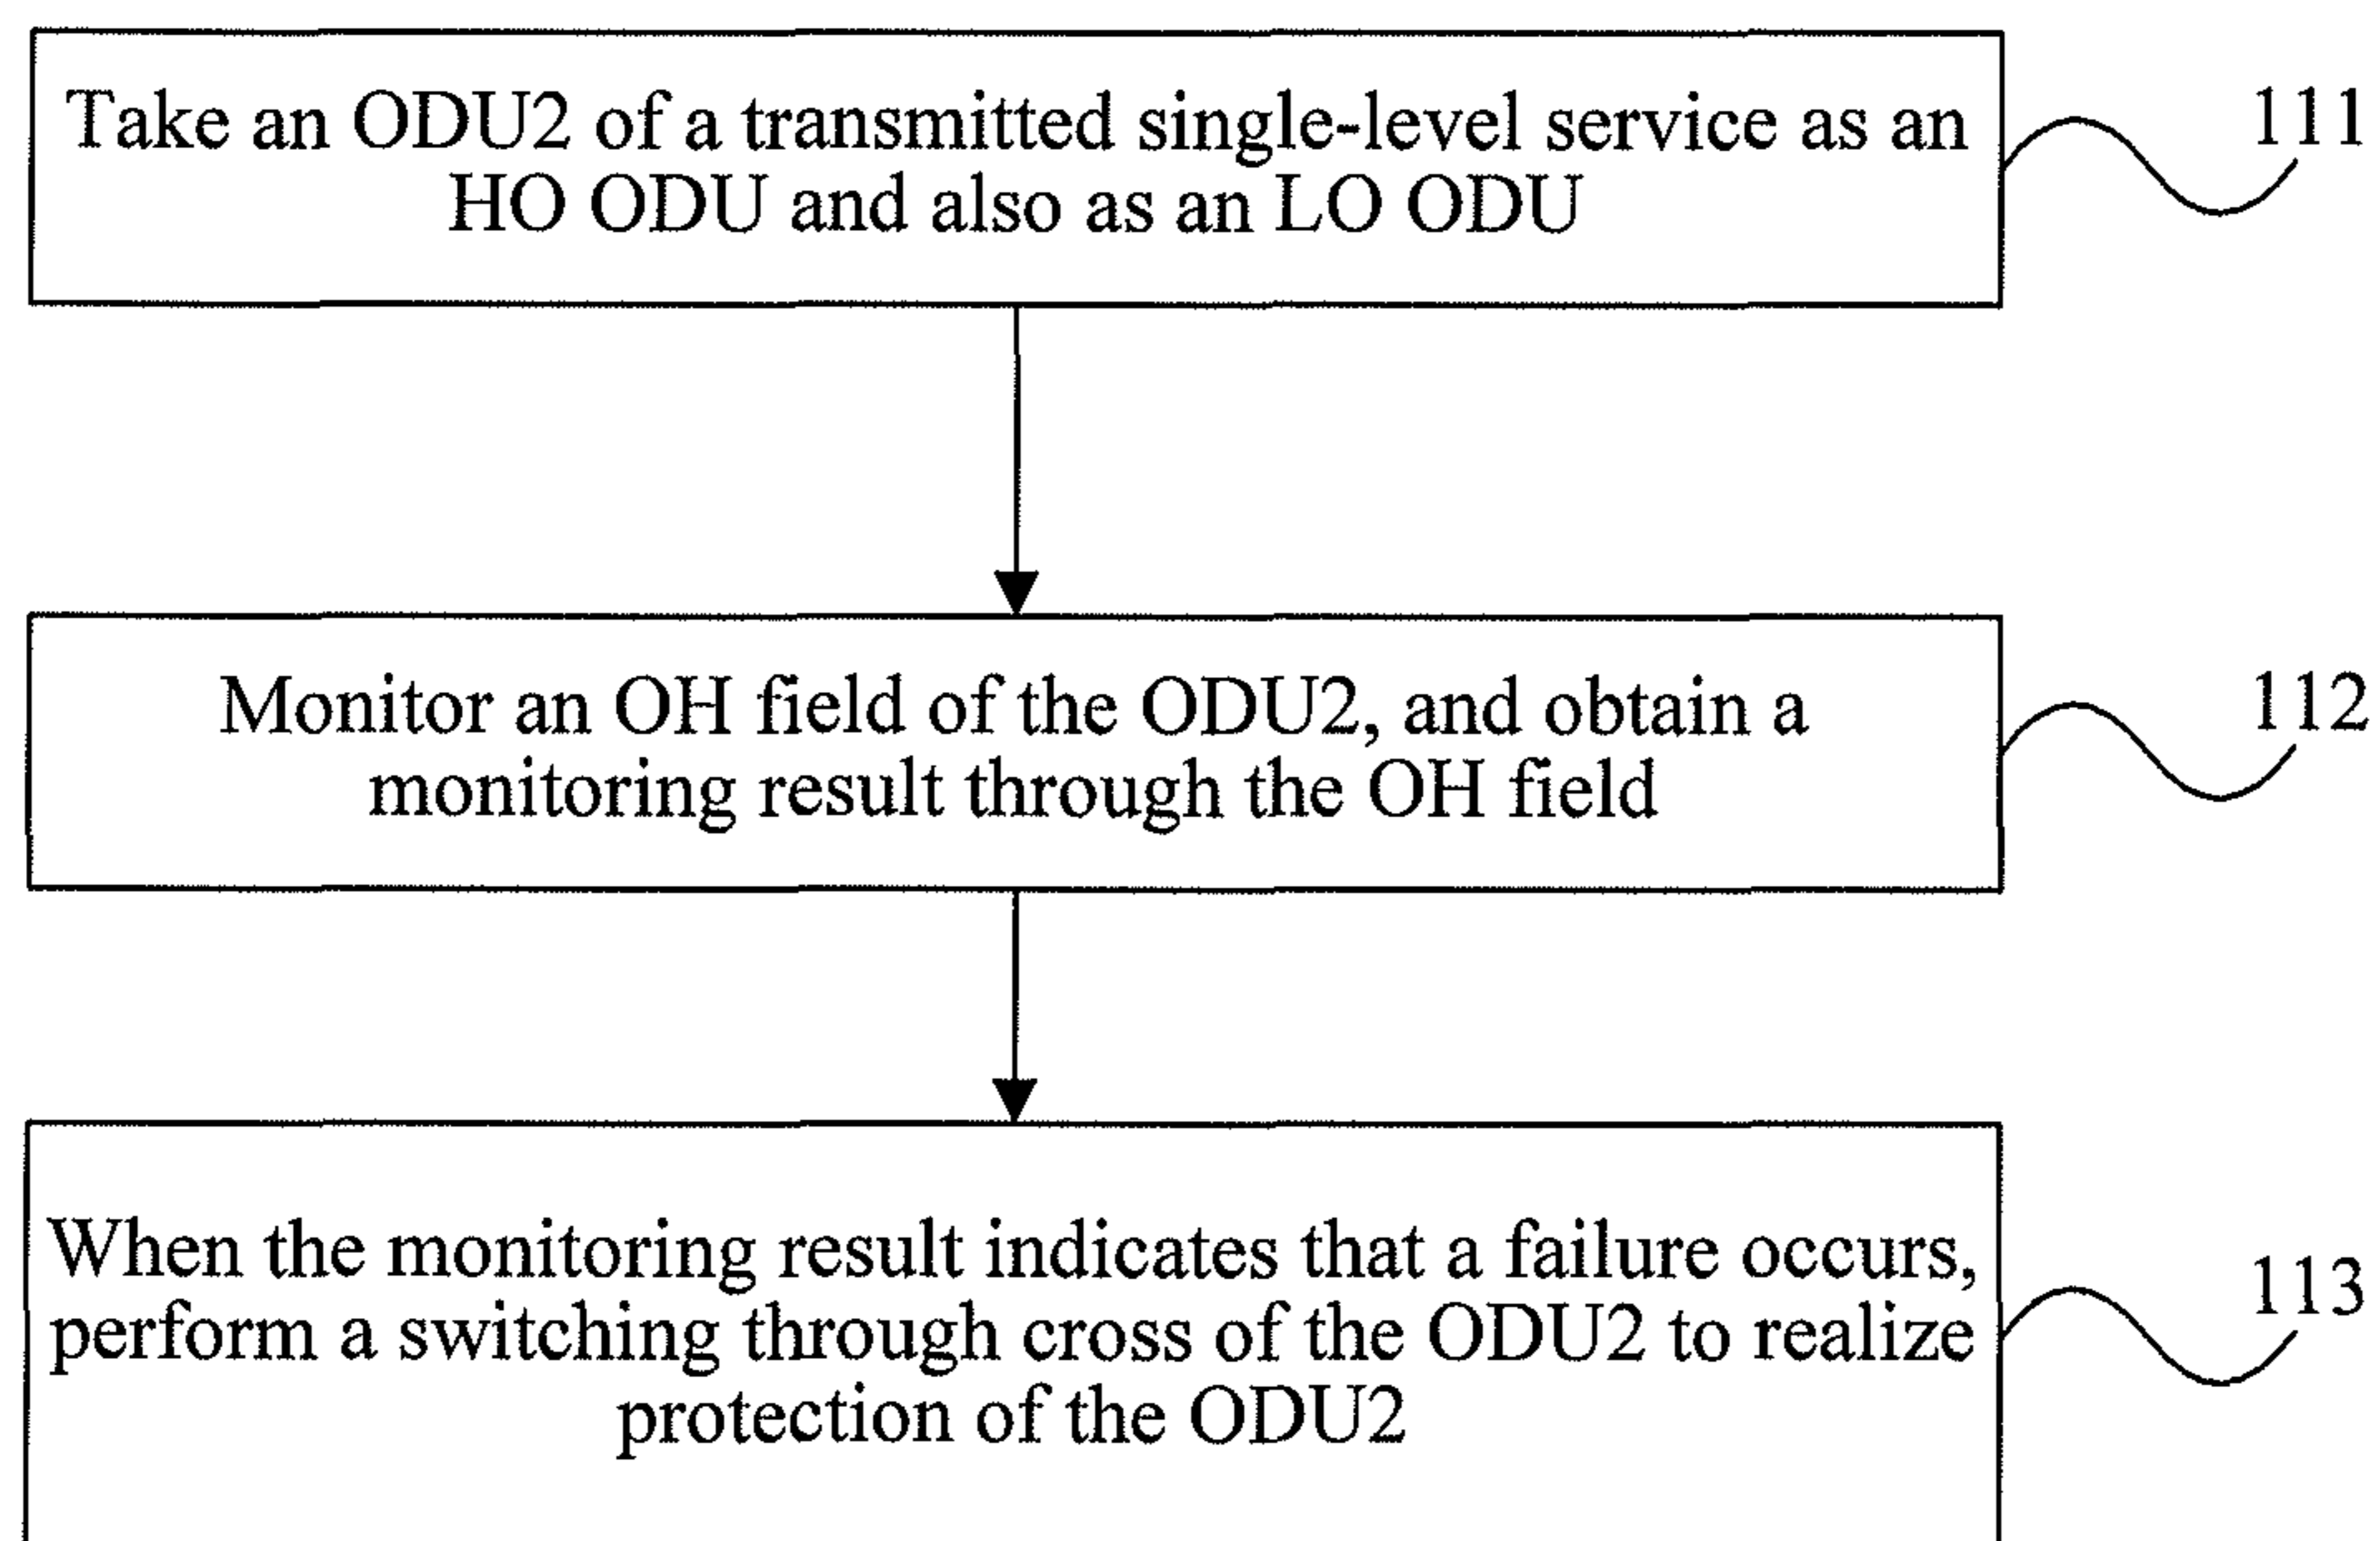 Take an ODU2 of a transmitted single-level service as an
HO ODU and also as an LO ODU
111
Monitor an OH field of the ODU2, and obtain a
monitoring result through the OH field
112
When the monitoring result indicates that a failure occurs,
perform a switching through cross of the ODU2 to realize
protection of the ODU2
113